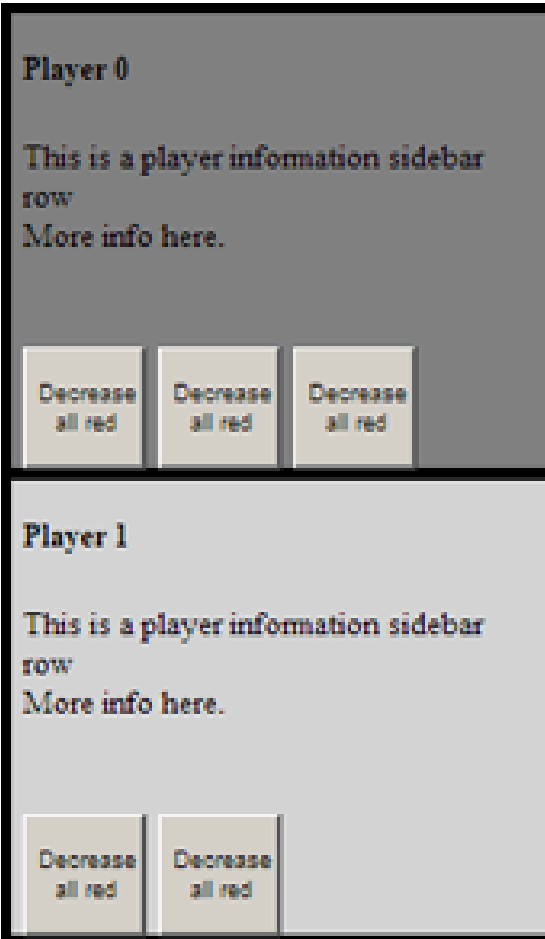 Player 0
This is a player information sidebar
row
More info here.
Decrease Decrease Decrease
all red all red all red
Player 1
This is a player information sidebar
row
More info here.
Decrease Decrease
all red all red